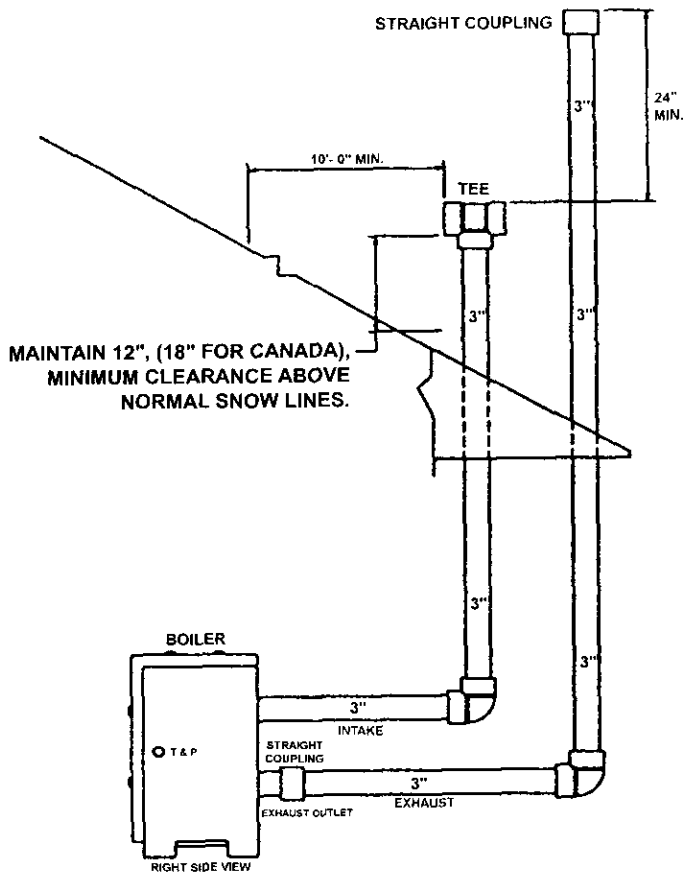 STRAIGHT COUPLING
3"
24"
MIN.
10'- 0" MIN.
TEE
3"
3"
MAINTAIN 12", (18" FOR CANADA),
MINIMUM CLEARANCE ABOVE
NORMAL SNOW LINES.
3"
BOILER
3"
3"
INTAKE
T & P
STRAIGHT
COUPLING
3"
EXHAUST OUTLET
EXHAUST
RIGHT SIDE VIEW